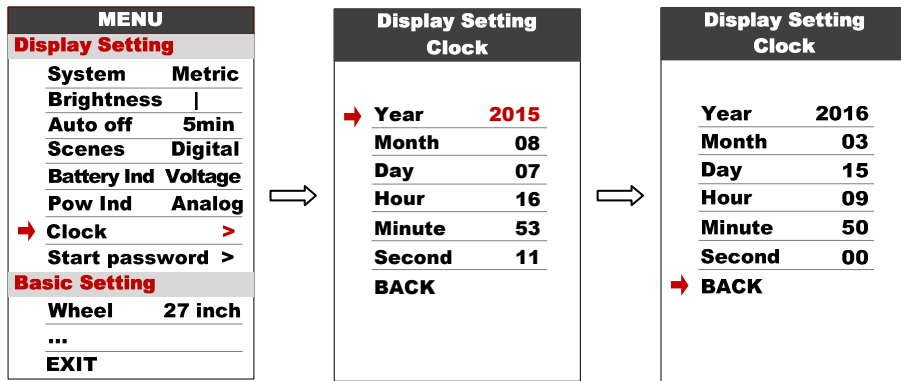 MENU
Display Setting
System Metric
Brightness |
Auto off 5min
Scenes Digital
Battery Ind Voltage
Pow Ind Analog
Clock >
Start password >
Basic Setting
Wheel 27 inch
...
EXIT
Display Setting
Clock
Year 2015
Month 08
Day 07
Hour 16
Minute 53
Second 11
BACK
Display Setting
Clock
Year 2016
Month 03
Day 15
Hour 09
Minute 50
Second 00
BACK